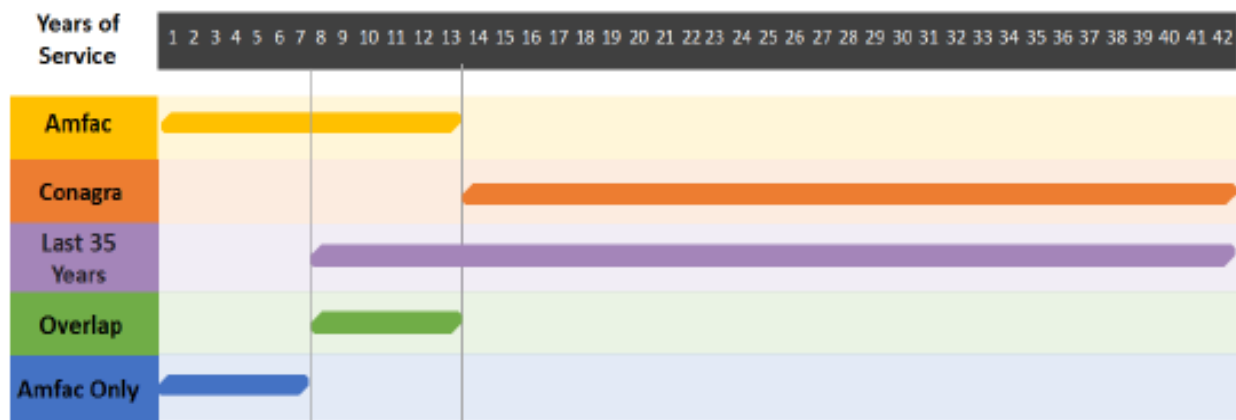 Years of
Service
1 2 3 4 5 6 7 8 9 10 11 12 13 14 15 16 17 18 19 20 21 22 23 24 25 26 27 28 29 30 31 32 33 34 35 36 37 38 39 40 41 42
Amfac
Conagra
Last 35
Years
Overlap
Amfac Only